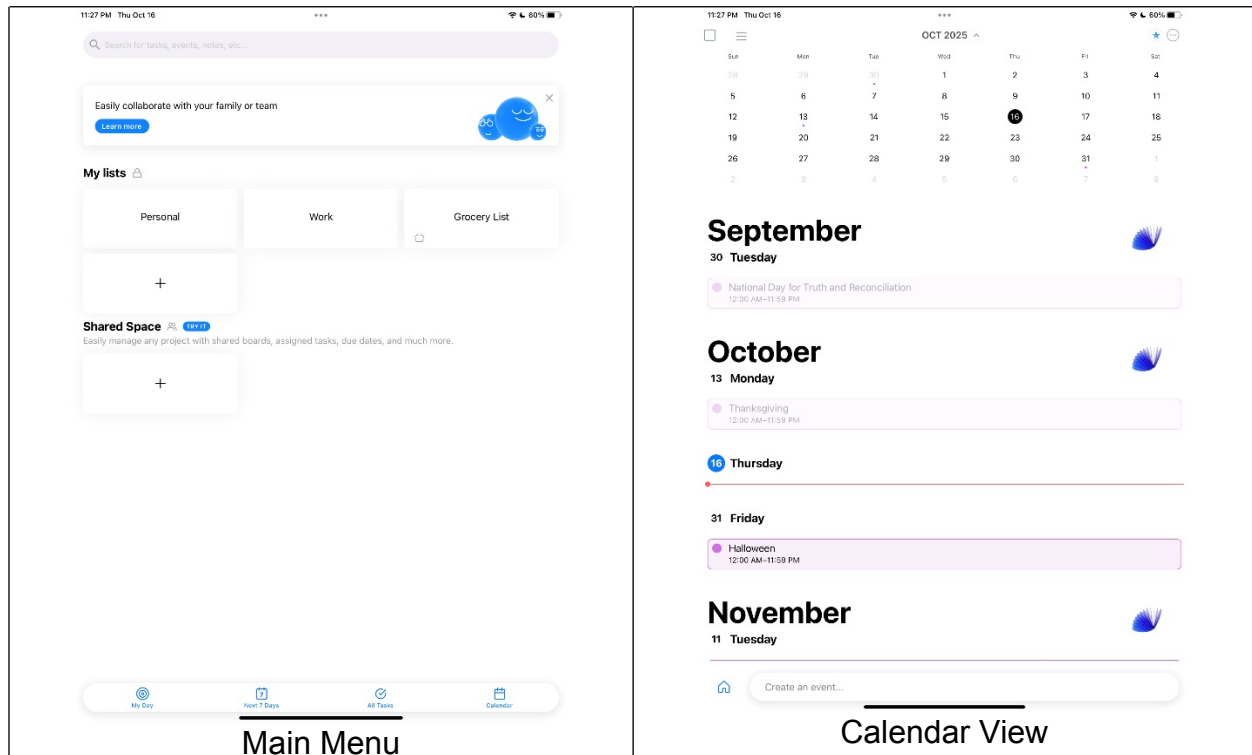 11:27 PM Thu Oct 16
60%
Search for tasks, events, notes, etc...
Easily collaborate with your family or team
Learn more
My lists
Personal
Work
Grocery List
+
Shared Space
TRY IT
Easily manage any project with shared boards, assigned tasks, due dates, and much more.
+
My Day
7
Next 7 Days
All Tasks
Calendar
Main Menu
11:27 PM Thu Oct 16
60%
OCT 2025
Sun Mon Tue Wed Thu Fri Sat
28 29 30 1 2 3 4
5 6 7 8 9 10 11
12 13 14 15 16 17 18
19 20 21 22 23 24 25
26 27 28 29 30 31 1
2 3 4 5 6 7 8
September
30 Tuesday
National Day for Truth and Reconciliation
12:00 AM–11:59 PM
October
13 Monday
Thanksgiving
12:00 AM–11:59 PM
16 Thursday
31 Friday
Halloween
12:00 AM–11:59 PM
November
11 Tuesday
Create an event...
Calendar View